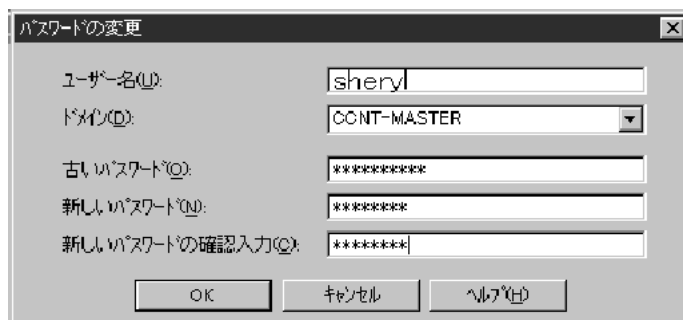 パスワードの変更
ユーザー名(U): sheryl
ドメイン(D): CONT-MASTER
古いパスワード(O): **********
新しいパスワード(N): ********
新しいパスワードの確認入力(C): ********
OK キャンセル ヘルプ(H)